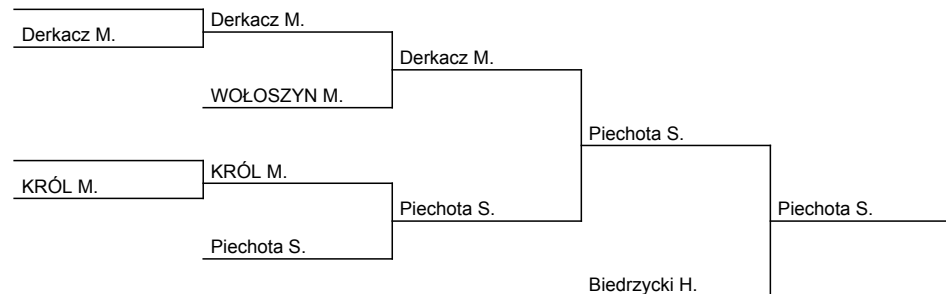 Derkacz M.
Derkacz M.
Derkacz M.
WOŁOSZYN M.
Piechota S.
KRÓL M.
KRÓL M.
Piechota S.
Piechota S.
Piechota S.
Biedrzycki H.